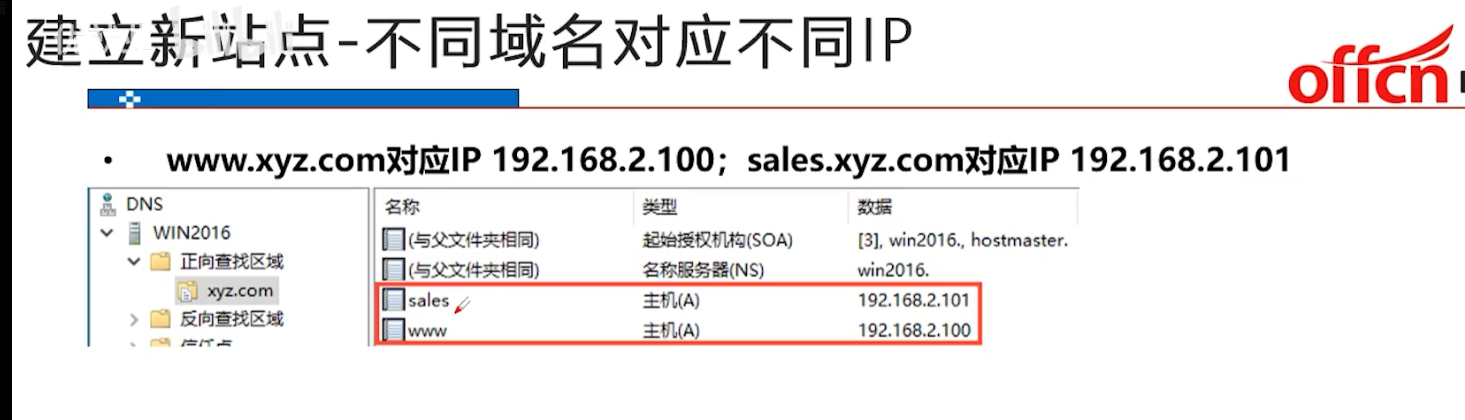 建立新站点-不同域名对应不同IP
offcn
• www.xyz.com对应IP 192.168.2.100；sales.xyz.com对应IP 192.168.2.101
DNS
WIN2016
正向查找区域
xyz.com
反向查找区域
信任点
名称 类型 数据
(与父文件夹相同) 起始授权机构(SOA) [3], win2016., hostmaster.
(与父文件夹相同) 名称服务器(NS) win2016.
sales 主机(A) 192.168.2.101
www 主机(A) 192.168.2.100